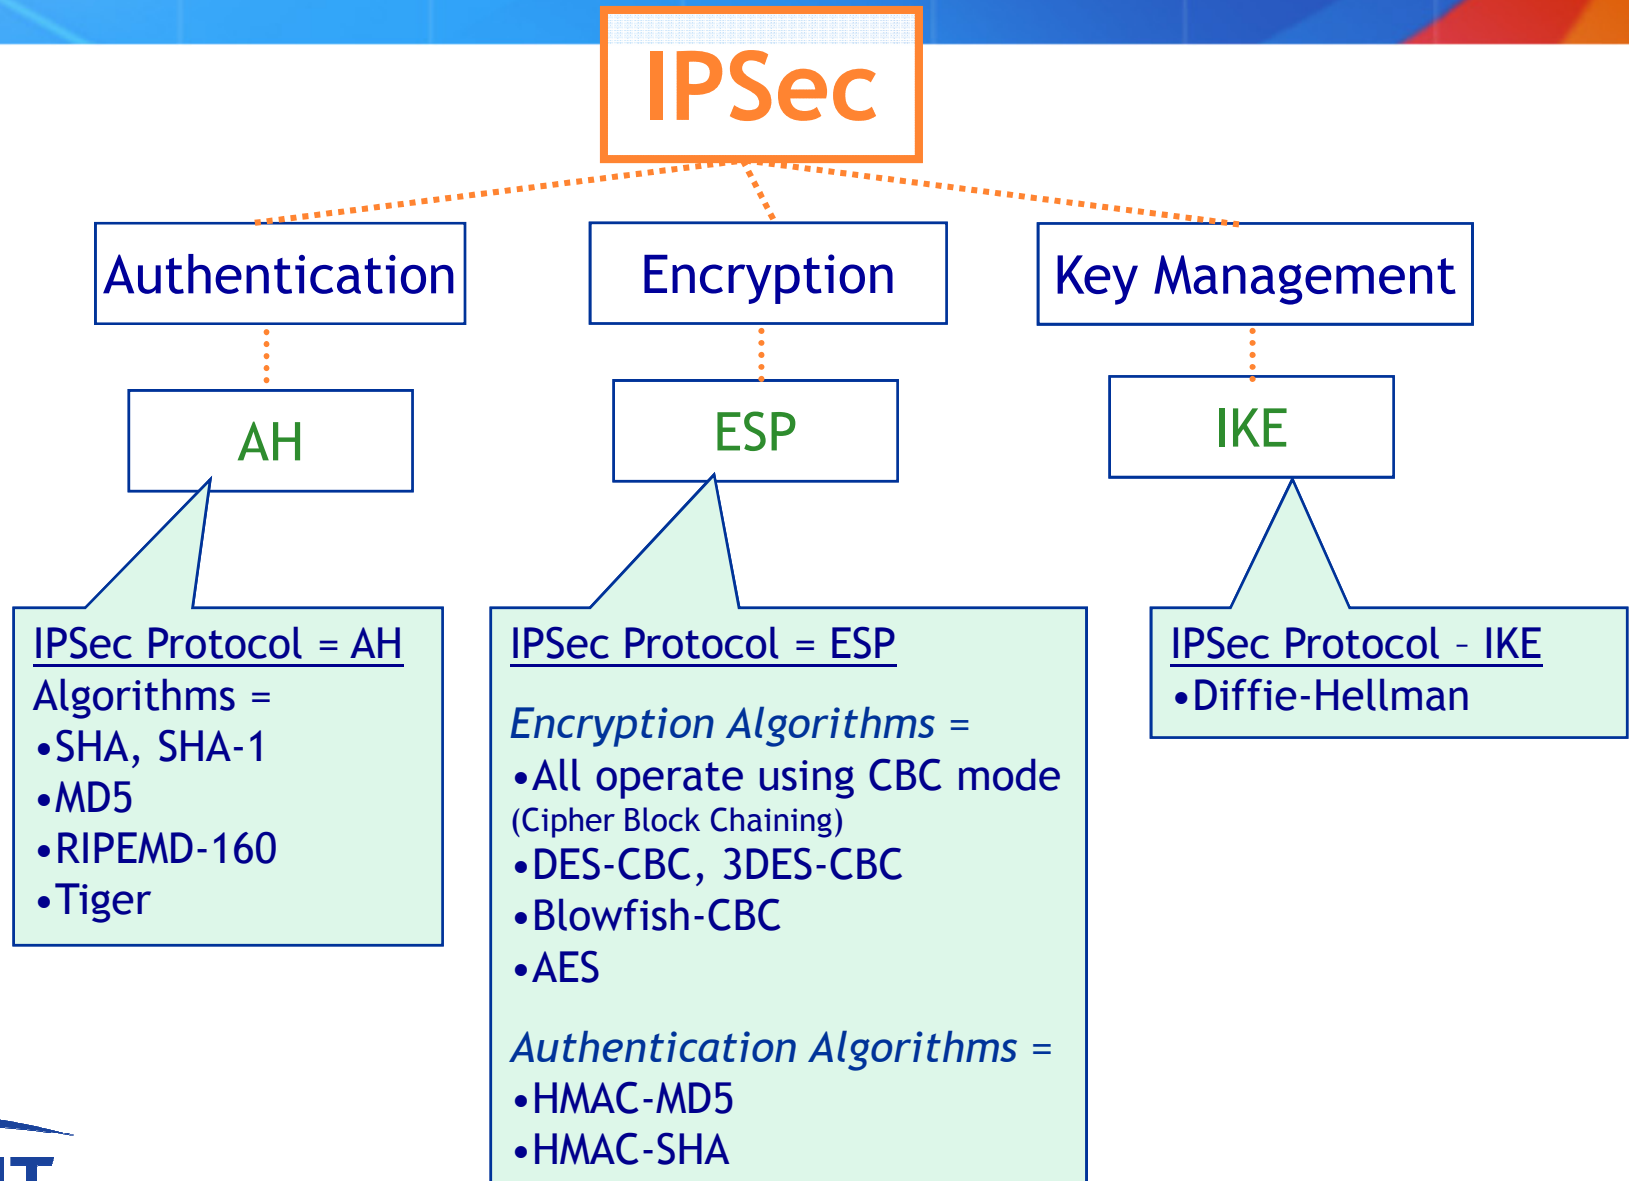 IPSec
Authentication
Encryption
Key Management
AH
ESP
IKE
IPSec Protocol = AH
Algorithms =
•SHA, SHA-1
•MD5
•RIPEMD-160
•Tiger
IPSec Protocol = ESP
Encryption Algorithms =
•All operate using CBC mode
(Cipher Block Chaining)
•DES-CBC, 3DES-CBC
•Blowfish-CBC
•AES
Authentication Algorithms =
•HMAC-MD5
•HMAC-SHA
IPSec Protocol – IKE
•Diffie-Hellman